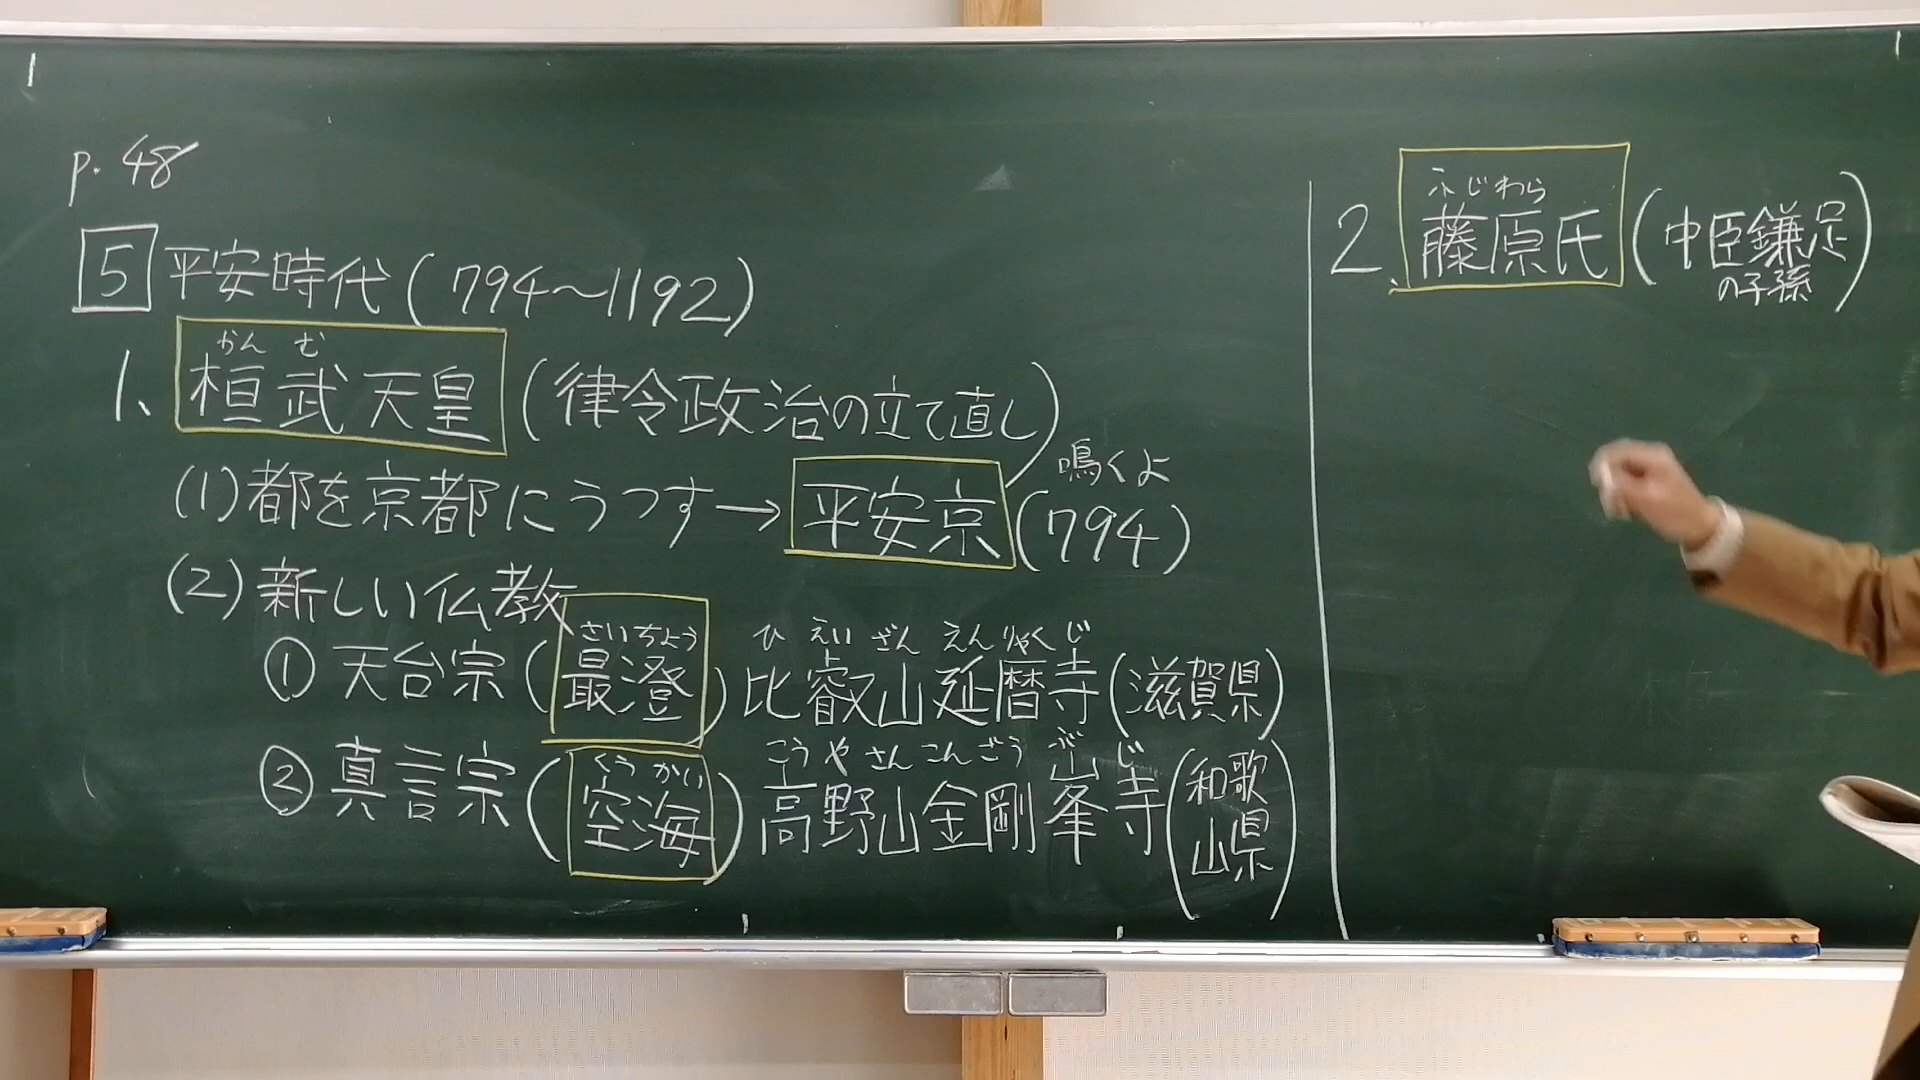 p.48
5 平安時代(794〜1192)
かん む
1、桓武天皇(律令政治の立て直し)
鳴くよ
(1)都を京都にうつす→平安京(794)
(2)新しい仏教
さいちょう ひ えい ざん えん りゃく じ
①天台宗(最澄)比叡山延暦寺(滋賀県)
くう かい こう や さん こん ごう ぶ じ
②真言宗(空海)高野山金剛峯寺(和歌山県)
ふじわら
2、藤原氏(中臣鎌足の子孫)